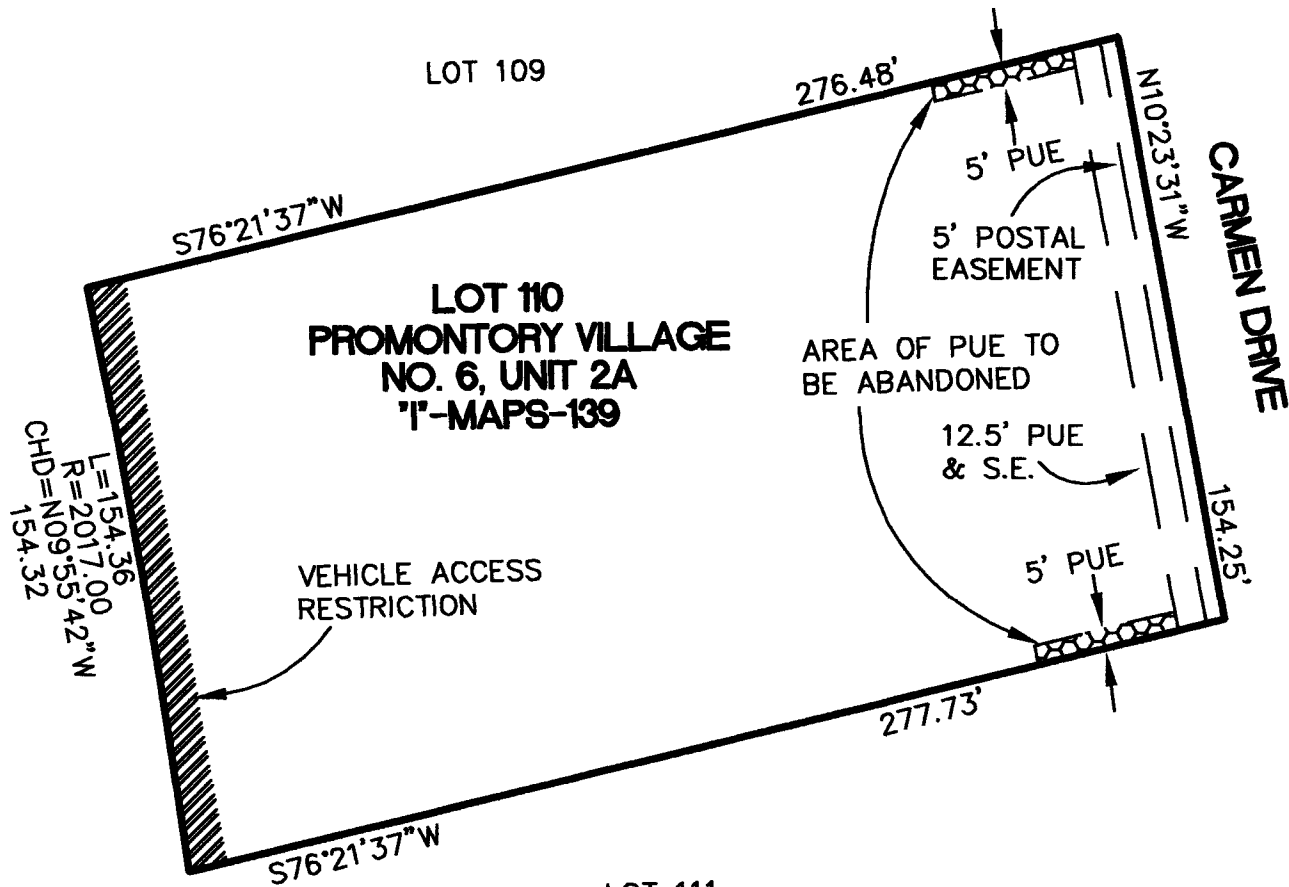 LOT 109
276.48'
S76°21'37"W
N10°23'31"W
CARMEN DRIVE
5' PUE
5' POSTAL
EASEMENT
LOT 110
PROMONTORY VILLAGE
NO. 6, UNIT 2A
"I"-MAPS-139
AREA OF PUE TO
BE ABANDONED
12.5' PUE
& S.E.
154.25'
5' PUE
L=154.36
R=2017.00
CHD=N09°55'42"W
154.32
VEHICLE ACCESS
RESTRICTION
277.73'
S76°21'37"W
LOT 111